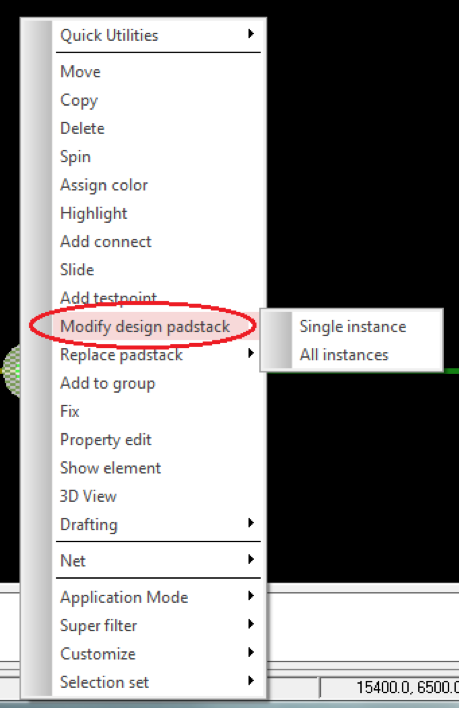 Quick Utilities
Move
Copy
Delete
Spin
Assign color
Highlight
Add connect
Slide
Add testpoint
Modify design padstack
Single instance
Replace padstack
All instances
Add to group
Fix
Property edit
Show element
3D View
Drafting
Net
Application Mode
Super filter
Customize
Selection set
15400.0, 6500.0